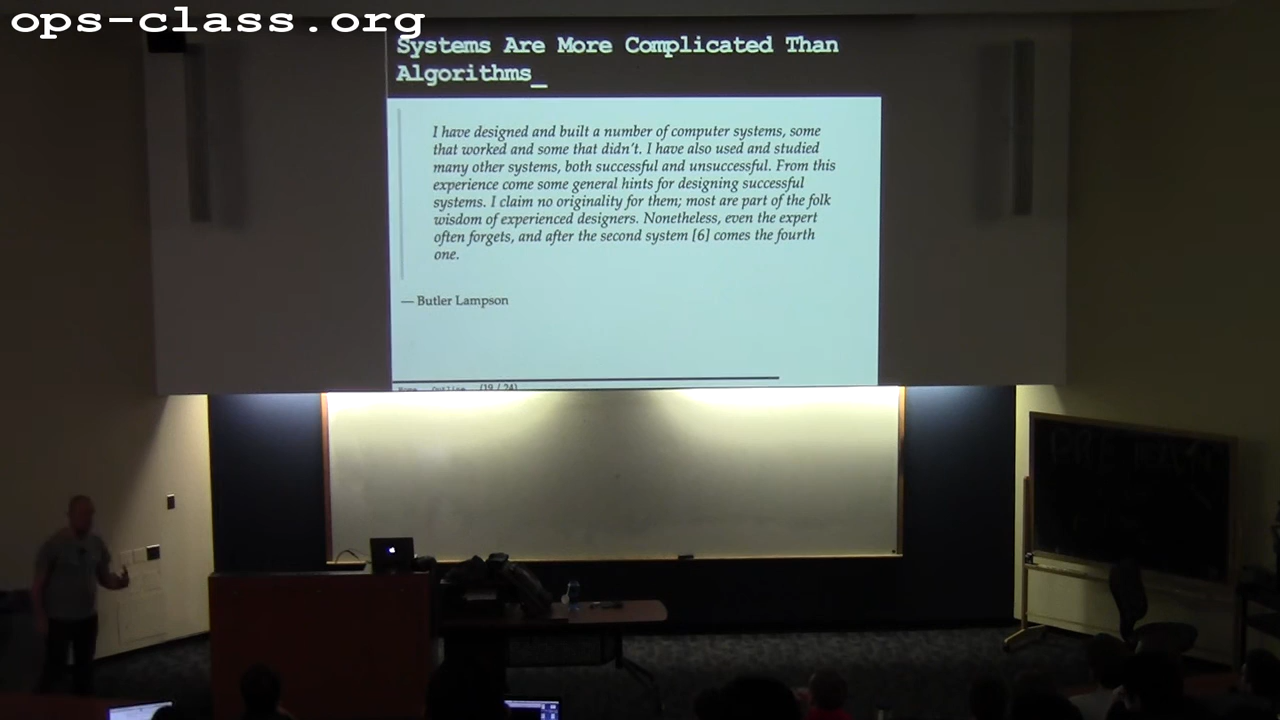 ops-class.org
Systems Are More Complicated Than
Algorithms_
I have designed and built a number of computer systems, some
that worked and some that didn't. I have also used and studied
many other systems, both successful and unsuccessful. From this
experience come some general hints for designing successful
systems. I claim no originality for them; most are part of the folk
wisdom of experienced designers. Nonetheless, even the expert
often forgets, and after the second system [6] comes the fourth
one.
— Butler Lampson
(19 / 24)